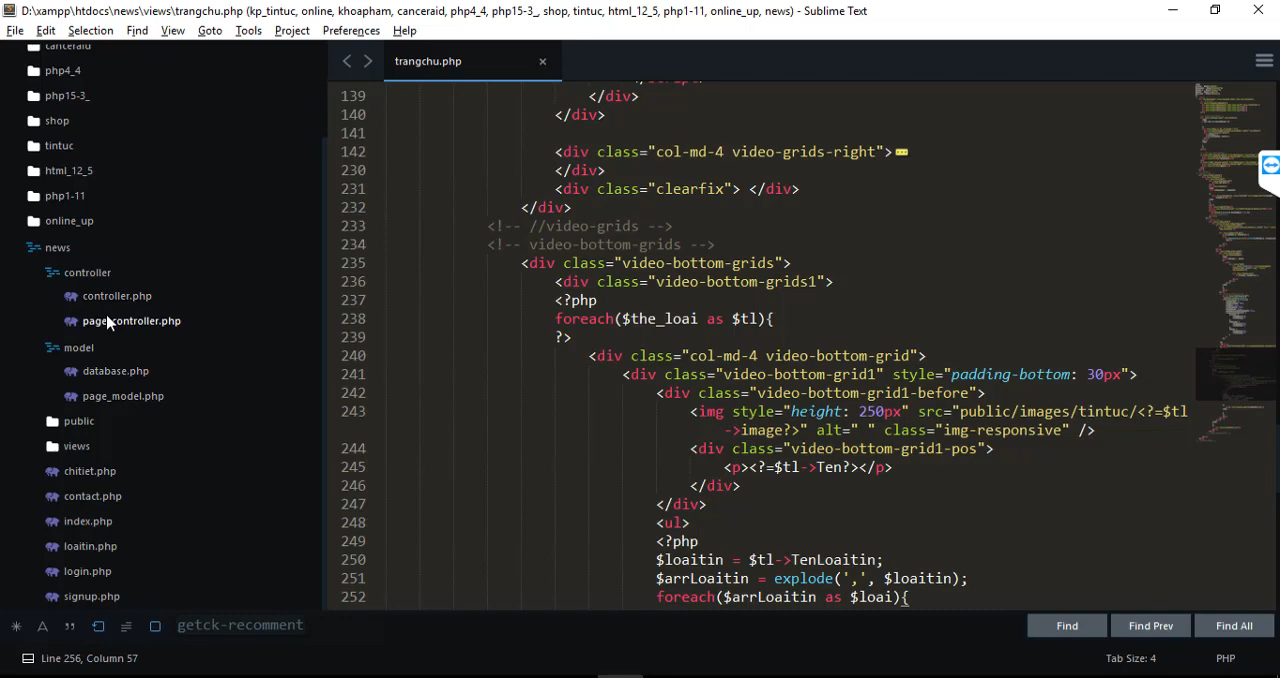 D:\xampp\htdocs\news\views\trangchu.php (kp_tintuc, online, khoapham, canceraid, php4_4, php15-3_, shop, tintuc, html_12_5, php1-11, online_up, news) - Sublime Text
File Edit Selection Find View Goto Tools Project Preferences Help
canceraid
php4_4
php15-3_
shop
tintuc
html_12_5
php1-11
online_up
news
controller
controller.php
page_controller.php
model
database.php
page_model.php
public
views
chitiet.php
contact.php
index.php
loaitin.php
login.php
signup.php
trangchu.php
139 </div>
140 </div>
141
142 <div class="col-md-4 video-grids-right">
230 </div>
231 <div class="clearfix"> </div>
232 </div>
233 <!-- //video-grids -->
234 <!-- video-bottom-grids -->
235 <div class="video-bottom-grids">
236 <div class="video-bottom-grids1">
237 <?php
238 foreach($the_loai as $tl){
239 ?>
240 <div class="col-md-4 video-bottom-grid">
241 <div class="video-bottom-grid1" style="padding-bottom: 30px">
242 <div class="video-bottom-grid1-before">
243 <img style="height: 250px" src="public/images/tintuc/<?=$tl
->image?>" alt=" " class="img-responsive" />
244 <div class="video-bottom-grid1-pos">
245 <p><?=$tl->Ten?></p>
246 </div>
247 </div>
248 <ul>
249 <?php
250 $loaitin = $tl->TenLoaitin;
251 $arrLoaitin = explode(',', $loaitin);
252 foreach($arrLoaitin as $loai){
getck-recomment
Find Find Prev Find All
Line 256, Column 57 Tab Size: 4 PHP